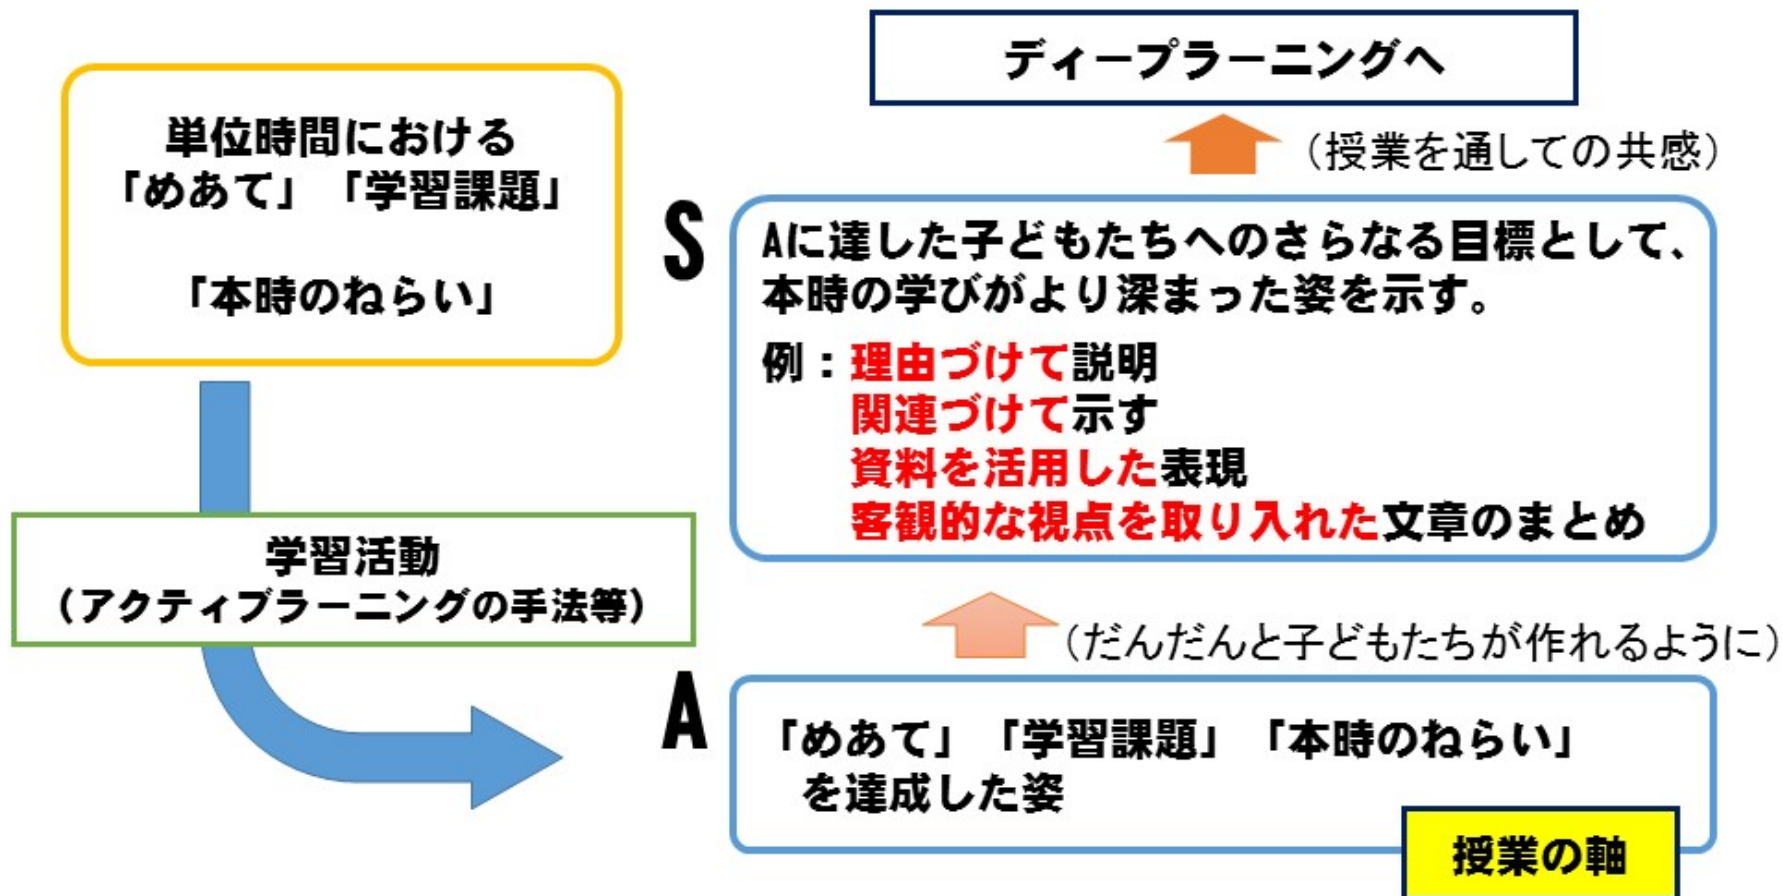 単位時間における
「めあて」「学習課題」
「本時のねらい」
学習活動
(アクティブラーニングの手法等)
ディープラーニングへ
(授業を通しての共感)
S
Aに達した子どもたちへのさらなる目標として、
本時の学びがより深まった姿を示す。
例:理由づけて説明
関連づけて示す
資料を活用した表現
客観的な視点を取り入れた文章のまとめ
(だんだんと子どもたちが作れるように)
A
「めあて」「学習課題」「本時のねらい」
を達成した姿
授業の軸